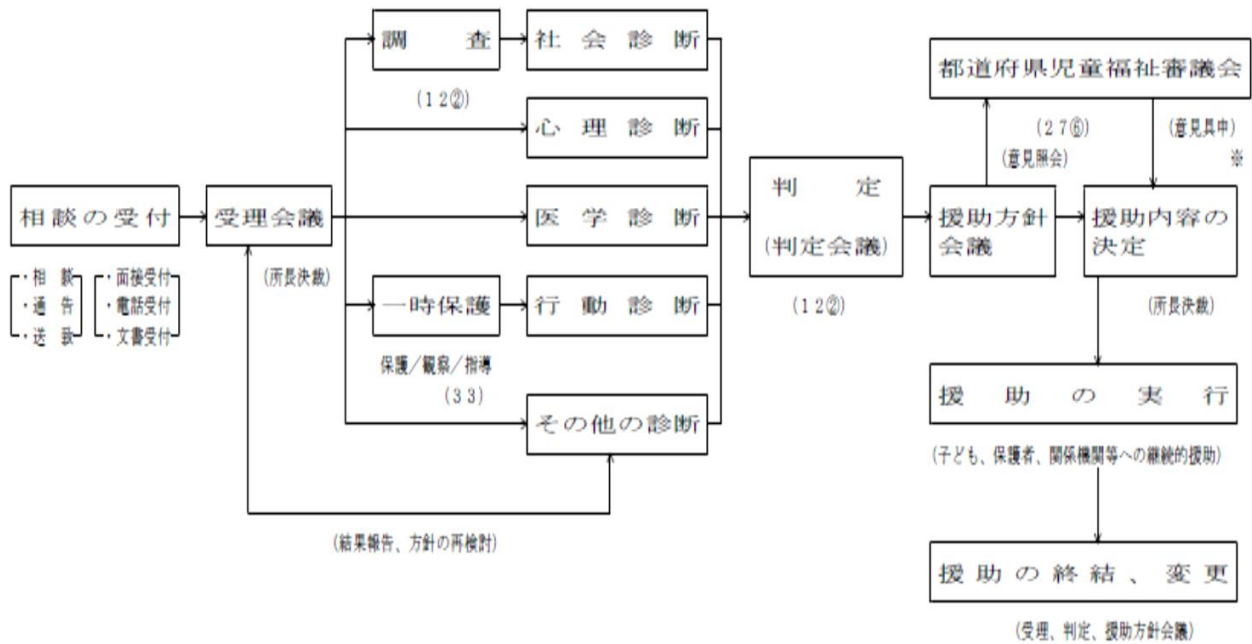 相談の受付
・相　談
・通　告
・送　致
・面接受付
・電話受付
・文書受付
受理会議
(所長決裁)
調　査
(12②)
社会診断
心理診断
医学診断
一時保護
保護／観察／指導
(33)
行動診断
その他の診断
(結果報告、方針の再検討)
判　定
(判定会議)
(12②)
都道府県児童福祉審議会
(27⑥)
(意見照会)
(意見具申)
※
援助方針
会議
援助内容の
決定
(所長決裁)
援助の実行
(子ども、保護者、関係機関等への継続的援助)
援助の終結、変更
(受理、判定、援助方針会議)